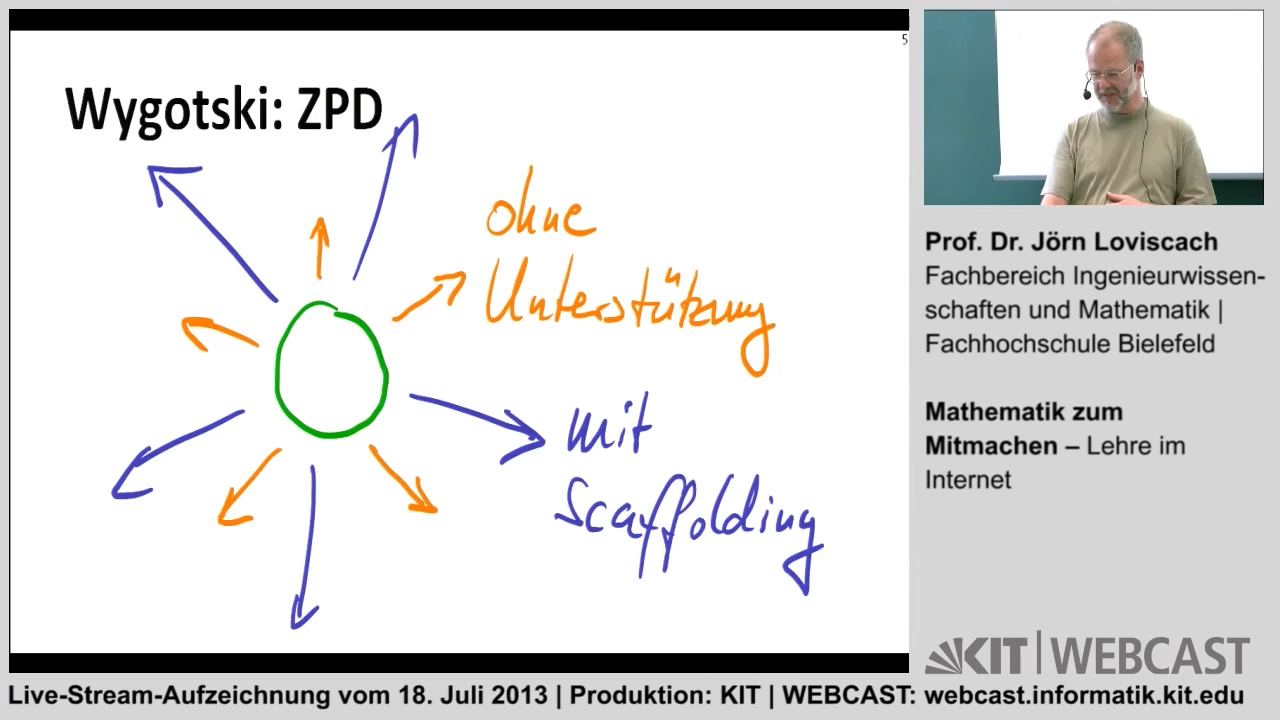 5
Wygotski: ZPD
ohne
Unterstützung
mit
Scaffolding
Prof. Dr. Jörn Loviscach
Fachbereich Ingenieurwissen-
schaften und Mathematik |
Fachhochschule Bielefeld
Mathematik zum
Mitmachen – Lehre im
Internet
KIT | WEBCAST
Live-Stream-Aufzeichnung vom 18. Juli 2013 | Produktion: KIT | WEBCAST: webcast.informatik.kit.edu